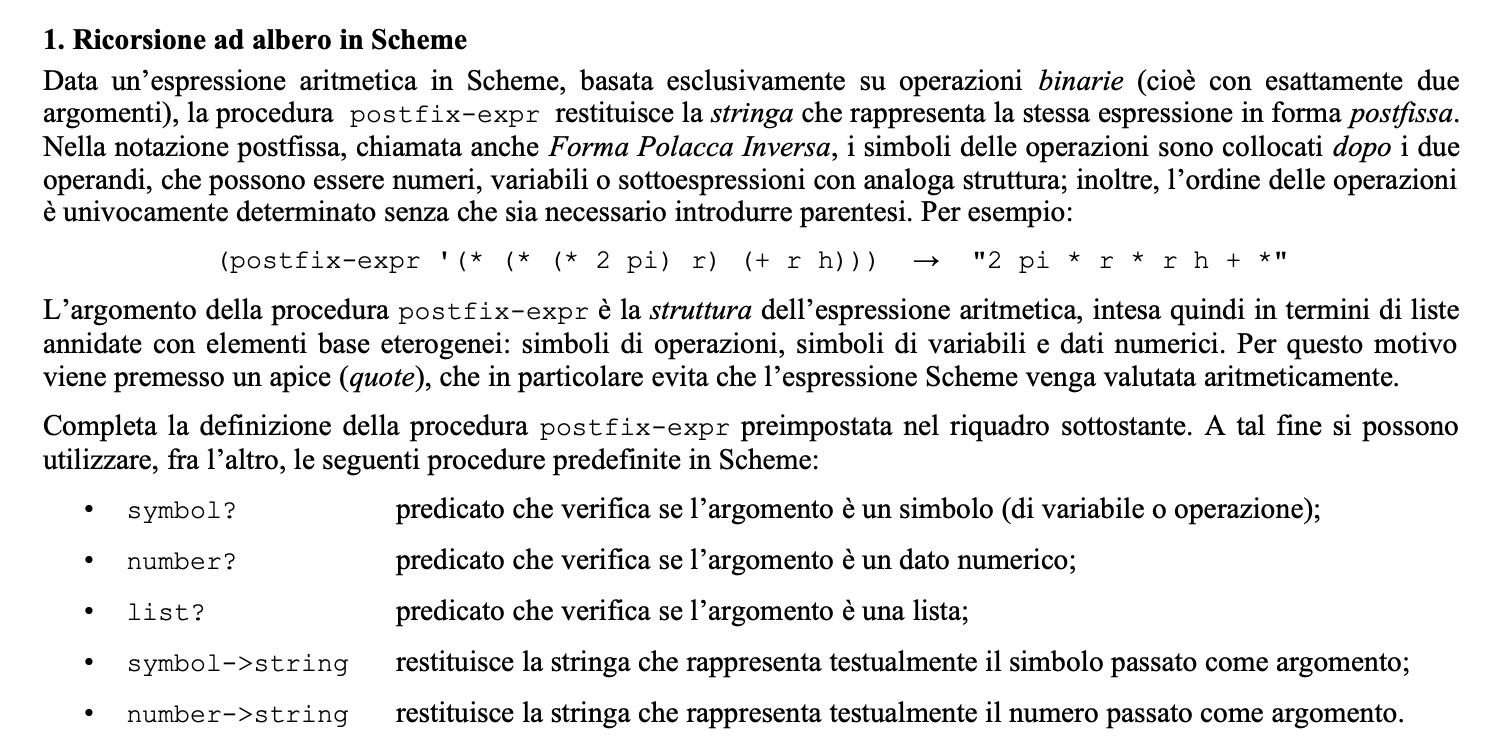 1. Ricorsione ad albero in Scheme
Data un’espressione aritmetica in Scheme, basata esclusivamente su operazioni binarie (cioè con esattamente due
argomenti), la procedura postfix-expr restituisce la stringa che rappresenta la stessa espressione in forma postfissa.
Nella notazione postfissa, chiamata anche Forma Polacca Inversa, i simboli delle operazioni sono collocati dopo i due
operandi, che possono essere numeri, variabili o sottoespressioni con analoga struttura; inoltre, l’ordine delle operazioni
è univocamente determinato senza che sia necessario introdurre parentesi. Per esempio:
(postfix-expr '(* (* (* 2 pi) r) (+ r h))) → "2 pi * r * r h + *"
L’argomento della procedura postfix-expr è la struttura dell’espressione aritmetica, intesa quindi in termini di liste
annidate con elementi base eterogenei: simboli di operazioni, simboli di variabili e dati numerici. Per questo motivo
viene premesso un apice (quote), che in particolare evita che l’espressione Scheme venga valutata aritmeticamente.
Completa la definizione della procedura postfix-expr preimpostata nel riquadro sottostante. A tal fine si possono
utilizzare, fra l’altro, le seguenti procedure predefinite in Scheme:
• symbol? predicato che verifica se l’argomento è un simbolo (di variabile o operazione);
• number? predicato che verifica se l’argomento è un dato numerico;
• list? predicato che verifica se l’argomento è una lista;
• symbol->string restituisce la stringa che rappresenta testualmente il simbolo passato come argomento;
• number->string restituisce la stringa che rappresenta testualmente il numero passato come argomento.